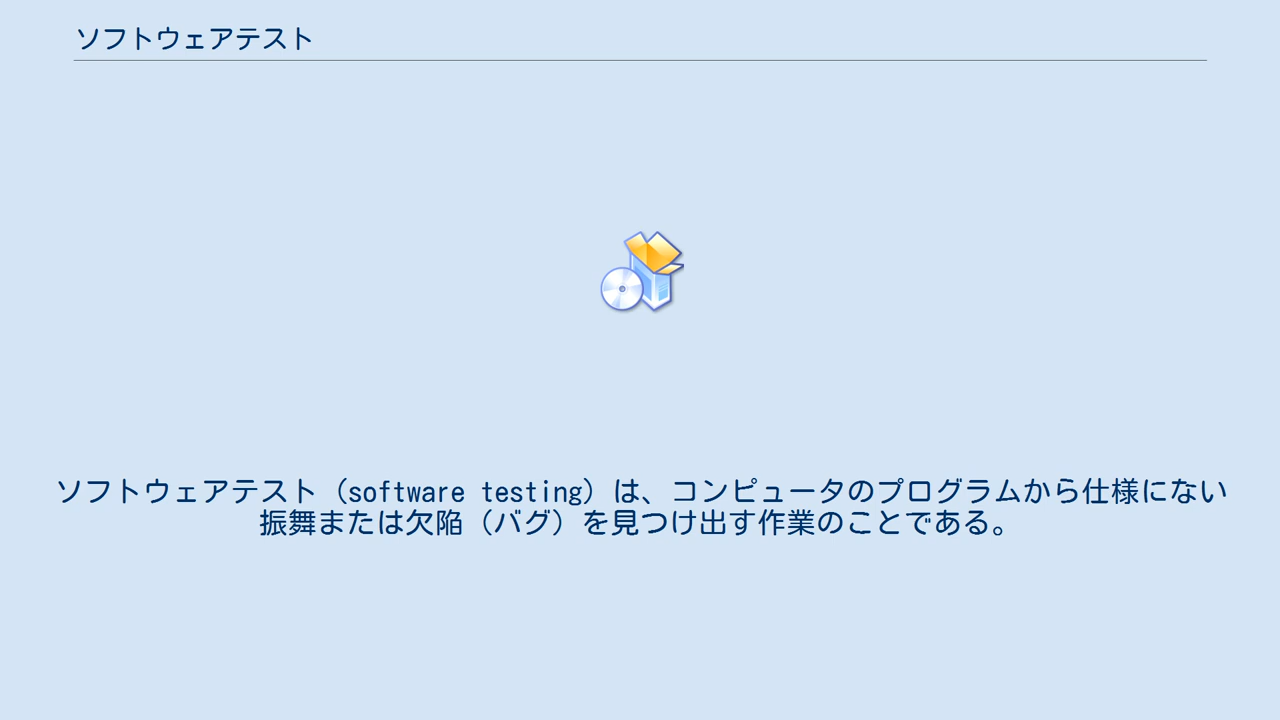 ソフトウェアテスト
ソフトウェアテスト（software testing）は、コンピュータのプログラムから仕様にない
振舞または欠陥（バグ）を見つけ出す作業のことである。